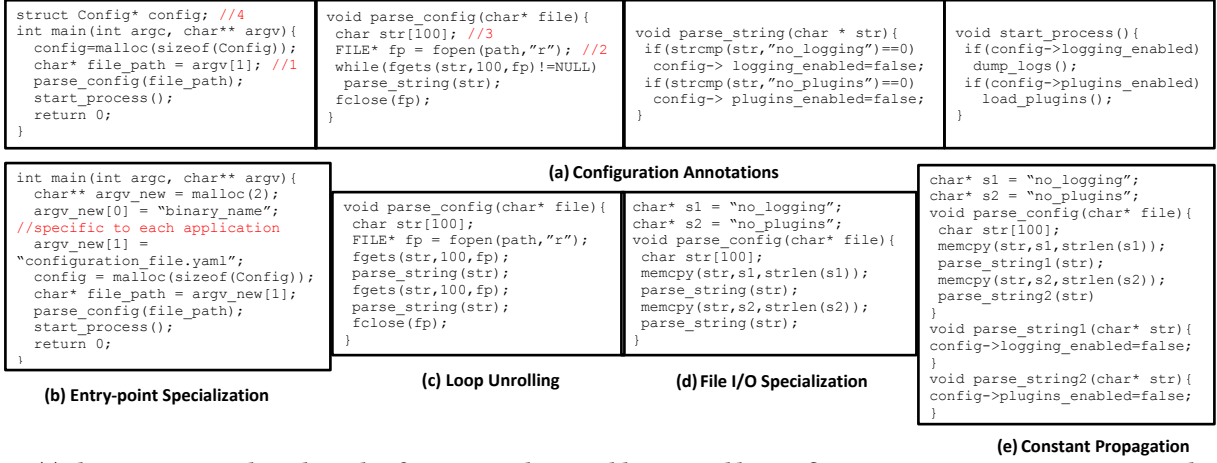 struct Config* config; //4
int main(int argc, char** argv){
config=malloc(sizeof(Config));
char* file_path = argv[1]; //1
parse_config(file_path);
start_process();
return 0;
}
void parse_config(char* file){
char str[100]; //3
FILE* fp = fopen(path,”r”); //2
while(fgets(str,100,fp)!=NULL)
parse_string(str);
fclose(fp);
}
void parse_string(char * str){
if(strcmp(str,”no_logging”)==0)
config-> logging_enabled=false;
if(strcmp(str,”no_plugins”)==0)
config-> plugins_enabled=false;
}
void start_process(){
if(config->logging_enabled)
dump_logs();
if(config->plugins_enabled)
load_plugins();
}
(a) Configuration Annotations
int main(int argc, char** argv){
char** argv_new = malloc(2);
argv_new[0] = “binary_name”;
//specific to each application
argv_new[1] =
“configuration_file.yaml”;
config = malloc(sizeof(Config));
char* file_path = argv_new[1];
parse_config(file_path);
start_process();
return 0;
}
(b) Entry-point Specialization
void parse_config(char* file){
char str[100];
FILE* fp = fopen(path,”r”);
fgets(str,100,fp);
parse_string(str);
fgets(str,100,fp);
parse_string(str);
fclose(fp);
}
(c) Loop Unrolling
char* s1 = “no_logging”;
char* s2 = “no_plugins”;
void parse_config(char* file){
char str[100];
memcpy(str,s1,strlen(s1));
parse_string(str);
memcpy(str,s2,strlen(s2));
parse_string(str);
}
(d) File I/O Specialization
char* s1 = “no_logging”;
char* s2 = “no_plugins”;
void parse_config(char* file){
char str[100];
memcpy(str,s1,strlen(s1));
parse_string1(str);
memcpy(str,s2,strlen(s2));
parse_string2(str)
}
void parse_string1(char* str){
config->logging_enabled=false;
}
void parse_string2(char* str){
config->plugins_enabled=false;
}
(e) Constant Propagation